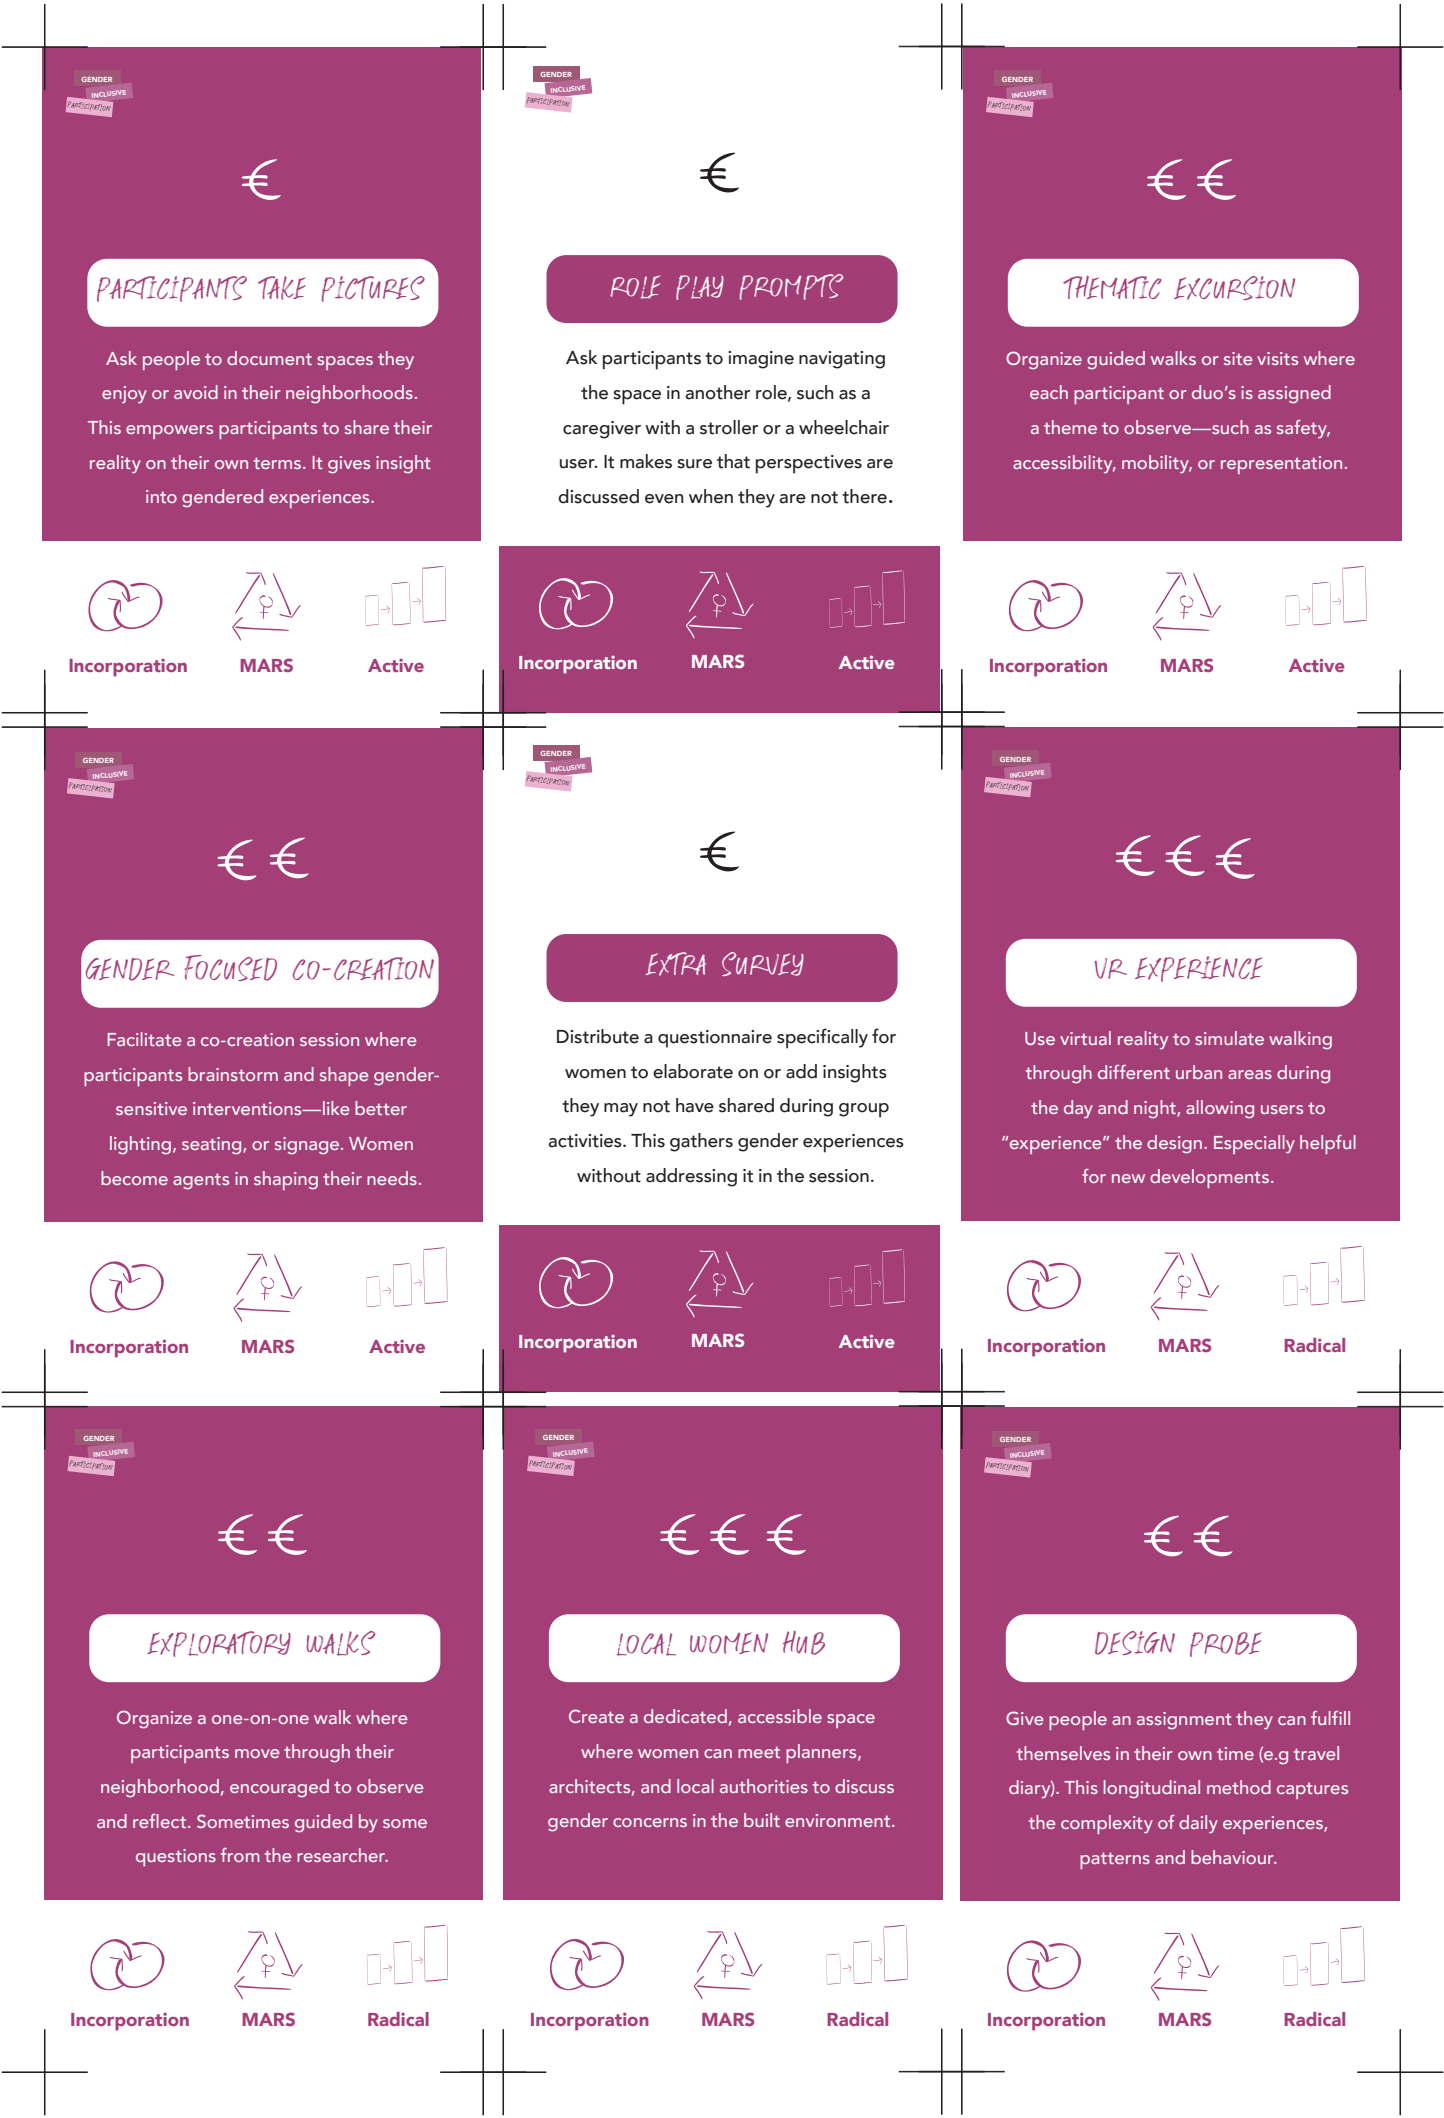 GENDER
INCLUSIVE
PARTICIPATION
€
PARTICIPANTS TAKE PICTURES
Ask people to document spaces they
enjoy or avoid in their neighborhoods.
This empowers participants to share their
reality on their own terms. It gives insight
into gendered experiences.
Incorporation
MARS
Active
GENDER
INCLUSIVE
PARTICIPATION
€
ROLE PLAY PROMPTS
Ask participants to imagine navigating
the space in another role, such as a
caregiver with a stroller or a wheelchair
user. It makes sure that perspectives are
discussed even when they are not there.
Incorporation
MARS
Active
GENDER
INCLUSIVE
PARTICIPATION
€ €
THEMATIC EXCURSION
Organize guided walks or site visits where
each participant or duo’s is assigned
a theme to observe—such as safety,
accessibility, mobility, or representation.
Incorporation
MARS
Active
GENDER
INCLUSIVE
PARTICIPATION
€ €
GENDER FOCUSED CO-CREATION
Facilitate a co-creation session where
participants brainstorm and shape gender-
sensitive interventions—like better
lighting, seating, or signage. Women
become agents in shaping their needs.
Incorporation
MARS
Active
GENDER
INCLUSIVE
PARTICIPATION
€
EXTRA SURVEY
Distribute a questionnaire specifically for
women to elaborate on or add insights
they may not have shared during group
activities. This gathers gender experiences
without addressing it in the session.
Incorporation
MARS
Active
GENDER
INCLUSIVE
PARTICIPATION
€ € €
VR EXPERIENCE
Use virtual reality to simulate walking
through different urban areas during
the day and night, allowing users to
“experience” the design. Especially helpful
for new developments.
Incorporation
MARS
Radical
GENDER
INCLUSIVE
PARTICIPATION
€ €
EXPLORATORY WALKS
Organize a one-on-one walk where
participants move through their
neighborhood, encouraged to observe
and reflect. Sometimes guided by some
questions from the researcher.
Incorporation
MARS
Radical
GENDER
INCLUSIVE
PARTICIPATION
€ € €
LOCAL WOMEN HUB
Create a dedicated, accessible space
where women can meet planners,
architects, and local authorities to discuss
gender concerns in the built environment.
Incorporation
MARS
Radical
GENDER
INCLUSIVE
PARTICIPATION
€ €
DESIGN PROBE
Give people an assignment they can fulfill
themselves in their own time (e.g travel
diary). This longitudinal method captures
the complexity of daily experiences,
patterns and behaviour.
Incorporation
MARS
Radical